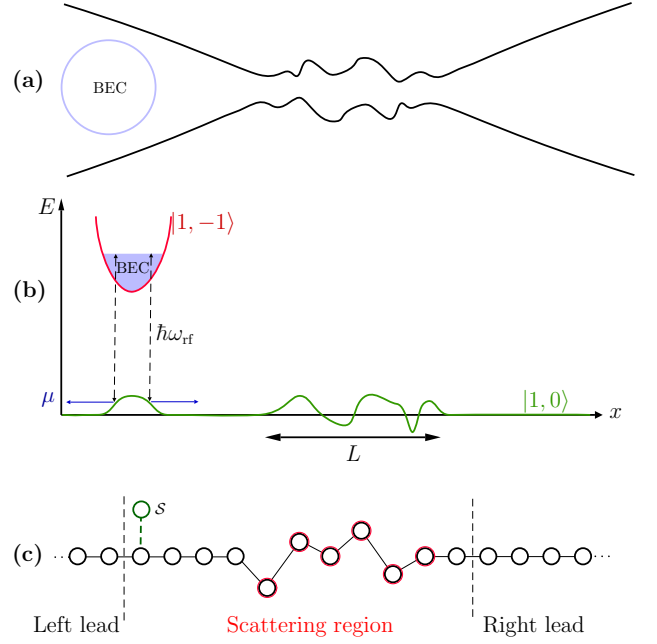 (a)
BEC
E
|1, −1⟩
BEC
(b)
ħω_rf
μ
|1, 0⟩
x
L
S
(c)
... ...
Left lead
Scattering region
Right lead